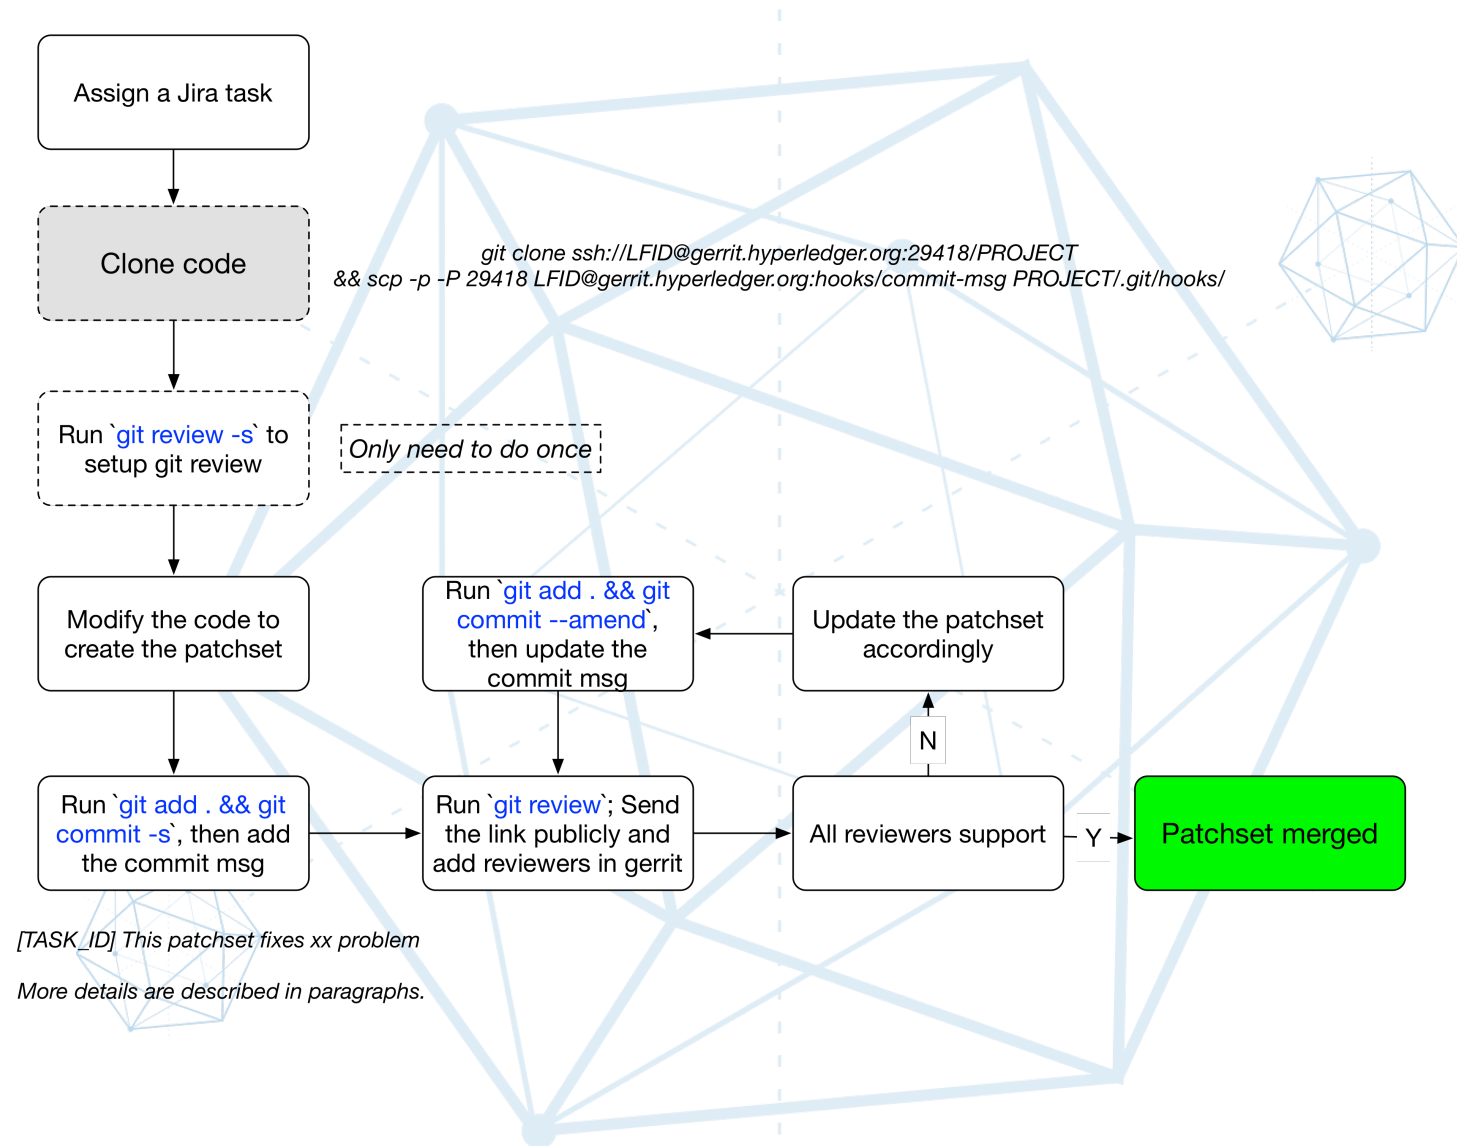 Assign a Jira task
Clone code
git clone ssh://LFID@gerrit.hyperledger.org:29418/PROJECT
&& scp -p -P 29418 LFID@gerrit.hyperledger.org:hooks/commit-msg PROJECT/.git/hooks/
Run `git review -s` to
setup git review
Only need to do once
Modify the code to
create the patchset
Run `git add . && git
commit --amend`,
then update the
commit msg
Update the patchset
accordingly
N
Run `git add . && git
commit -s`, then add
the commit msg
Run `git review`; Send
the link publicly and
add reviewers in gerrit
All reviewers support
Y
Patchset merged
[TASK_ID] This patchset fixes xx problem
More details are described in paragraphs.